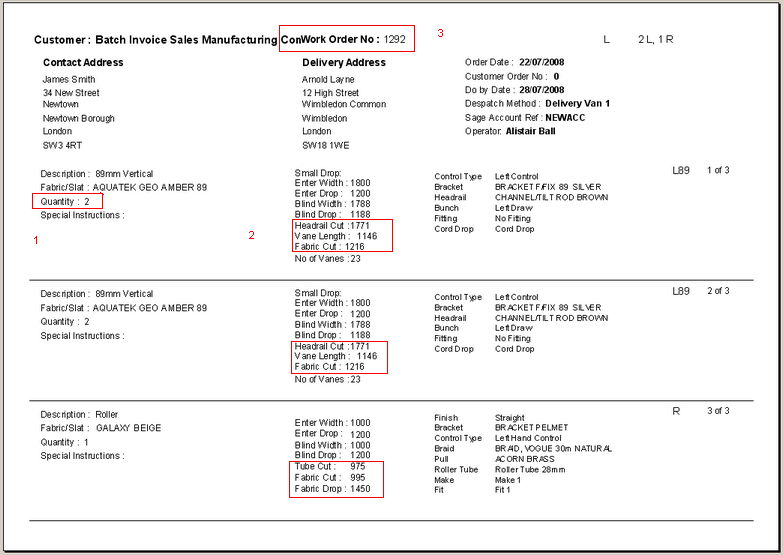 Customer : Batch Invoice Sales Manufacturing Con Work Order No : 1292 3 L 2 L, 1 R
Contact Address
James Smith
34 New Street
Newtown
Newtown Borough
London
SW3 4RT
Delivery Address
Arnold Layne
12 High Street
Wimbledon Common
Wimbledon
London
SW18 1WE
Order Date : 22/07/2008
Customer Order No : 0
Do by Date : 28/07/2008
Despatch Method : Delivery Van 1
Sage Account Ref : NEWACC
Operator: Alistair Ball
Description : 89mm Vertical
Fabric/Slat : AQUATEK GEO AMBER 89
Quantity : 2
Special Instructions :
1
2
Small Drop:
Enter Width : 1800
Enter Drop : 1200
Blind Width : 1788
Blind Drop : 1188
Headrail Cut : 1771
Vane Length : 1146
Fabric Cut : 1216
No of Vanes : 23
Control Type Left Control
Bracket BRACKET F/FIX 89 SILVER
Headrail CHANNEL/TILT ROD BROWN
Bunch Left Draw
Fitting No Fitting
Cord Drop Cord Drop
L89 1 of 3
Description : 89mm Vertical
Fabric/Slat : AQUATEK GEO AMBER 89
Quantity : 2
Special Instructions :
Small Drop:
Enter Width : 1800
Enter Drop : 1200
Blind Width : 1788
Blind Drop : 1188
Headrail Cut : 1771
Vane Length : 1146
Fabric Cut : 1216
No of Vanes : 23
Control Type Left Control
Bracket BRACKET F/FIX 89 SILVER
Headrail CHANNEL/TILT ROD BROWN
Bunch Left Draw
Fitting No Fitting
Cord Drop Cord Drop
L89 2 of 3
Description : Roller
Fabric/Slat : GALAXY BEIGE
Quantity : 1
Special Instructions :
Enter Width : 1000
Enter Drop : 1200
Blind Width : 1000
Blind Drop : 1200
Tube Cut : 975
Fabric Cut : 995
Fabric Drop : 1450
Finish Straight
Bracket BRACKET PELMET
Control Type Left Hand Control
Braid BRAID, VOGUE 30m NATURAL
Pull ACORN BRASS
Roller Tube Roller Tube 28mm
Make Make 1
Fit Fit 1
R 3 of 3